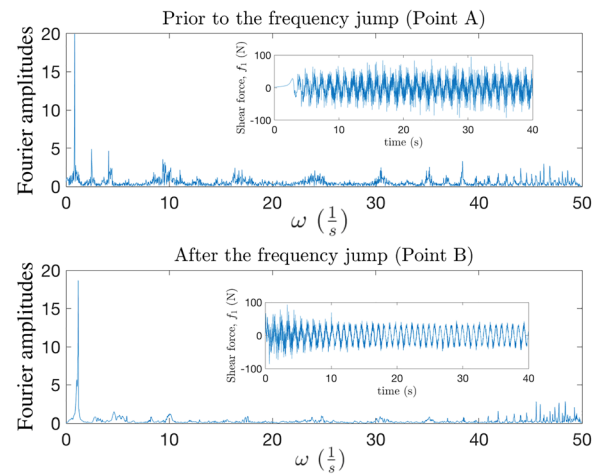 Prior to the frequency jump (Point A)
Fourier amplitudes
20
15
10
5
0
0 10 20 30 40 50
ω (1/s)
Shear force, f₁ (N)
100
0
-100
0 10 20 30 40
time (s)
After the frequency jump (Point B)
Fourier amplitudes
20
15
10
5
0
0 10 20 30 40 50
ω (1/s)
Shear force, f₁ (N)
100
0
-100
0 10 20 30 40
time (s)